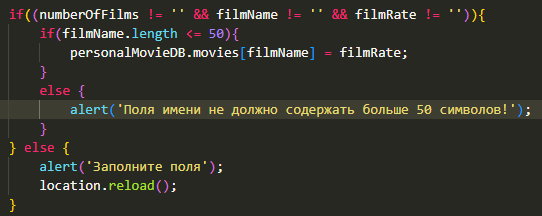 if((numberOfFilms != '' && filmName != '' && filmRate != '')){
if(filmName.length <= 50){
personalMovieDB.movies[filmName] = filmRate;
}
else {
alert('Поля имени не должно содержать больше 50 символов!');
}
} else {
alert('Заполните поля');
location.reload();
}